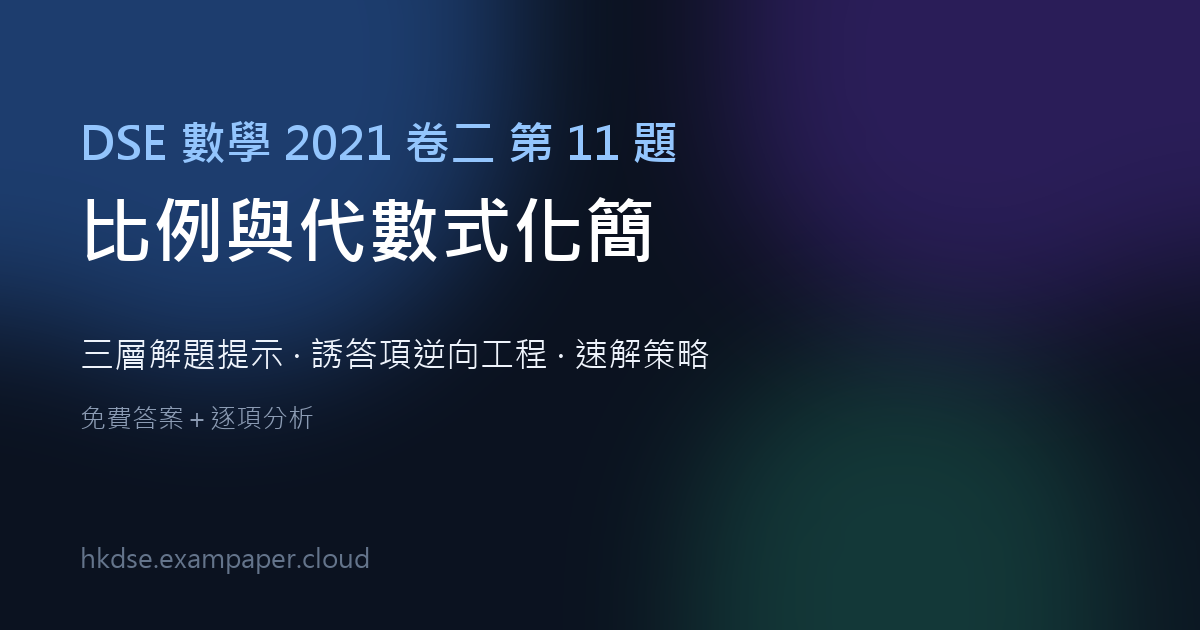 DSE 數學 2021 卷二 第 11 題
比例與代數式化簡
三層解題提示 · 誘答項逆向工程 · 速解策略
免費答案 + 逐項分析
hkdse.exampaper.cloud